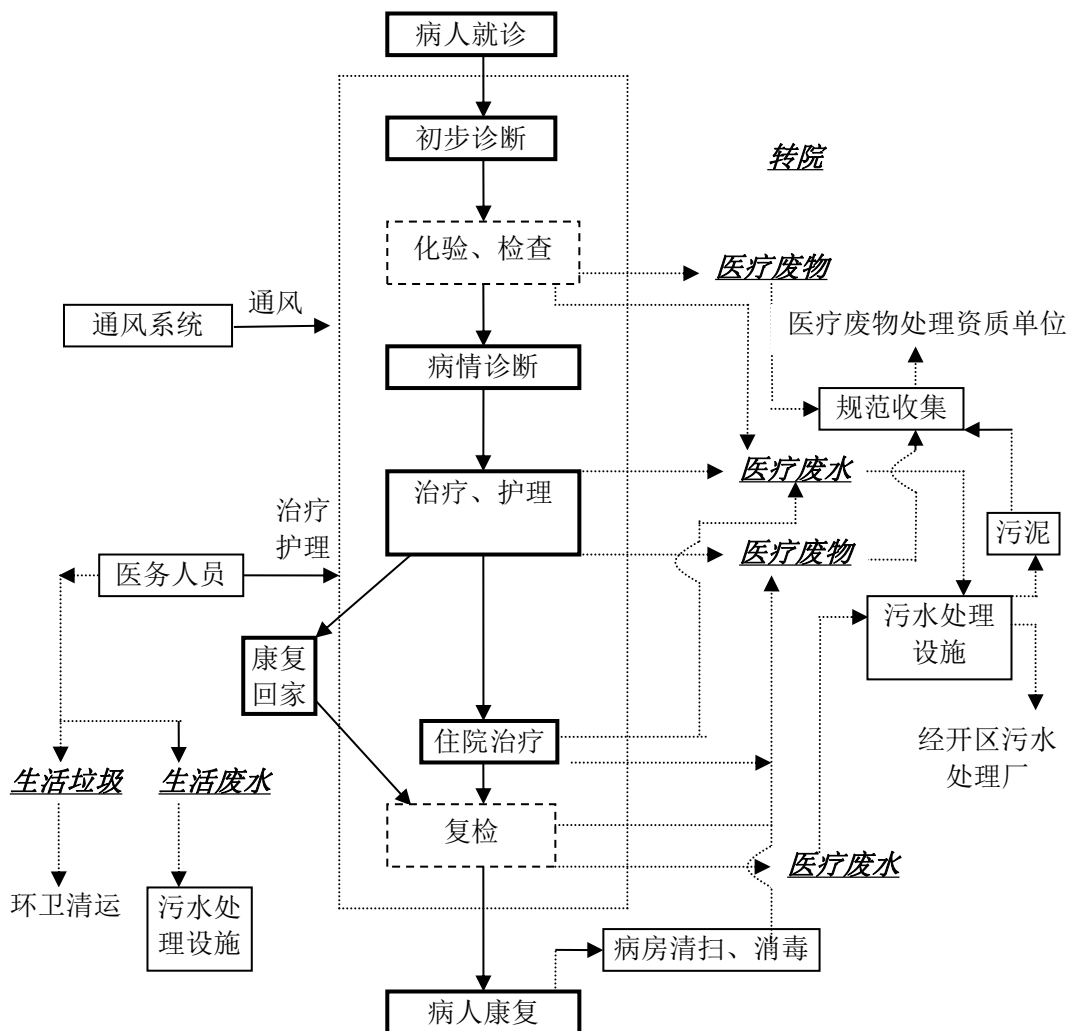 病人就诊
初步诊断
转院
化验、检查
医疗废物
通风
通风系统
医疗废物处理资质单位
病情诊断
规范收集
治疗、护理
医疗废水
治疗
护理
污泥
医疗废物
医务人员
污水处理
设施
康复
回家
住院治疗
经开区污水
处理厂
生活垃圾
生活废水
复检
医疗废水
环卫清运
污水处
理设施
病房清扫、消毒
病人康复